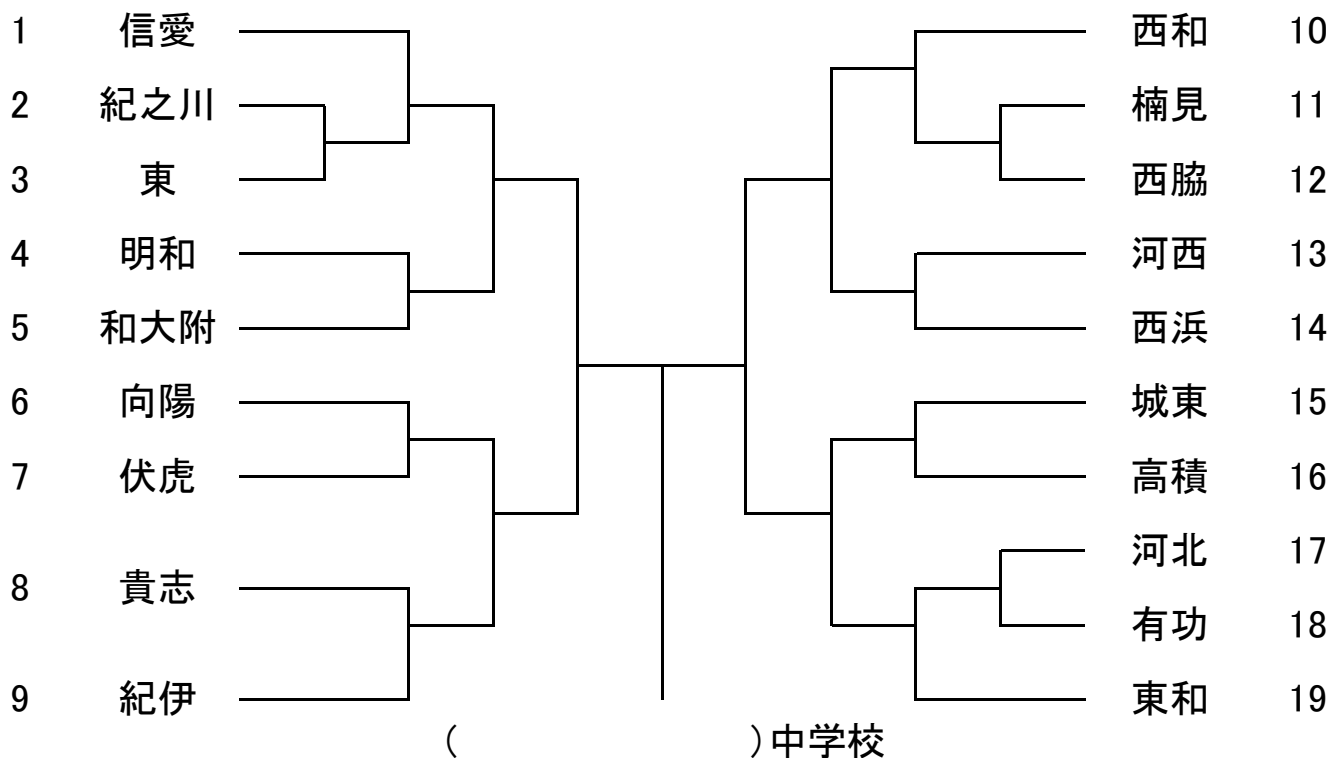 1 信愛 西和 10
2 紀之川 楠見 11
3 東 西脇 12
4 明和 河西 13
5 和大附 西浜 14
6 向陽 城東 15
7 伏虎 高積 16
河北 17
8 貴志
有功 18
9 紀伊 東和 19
( )中学校